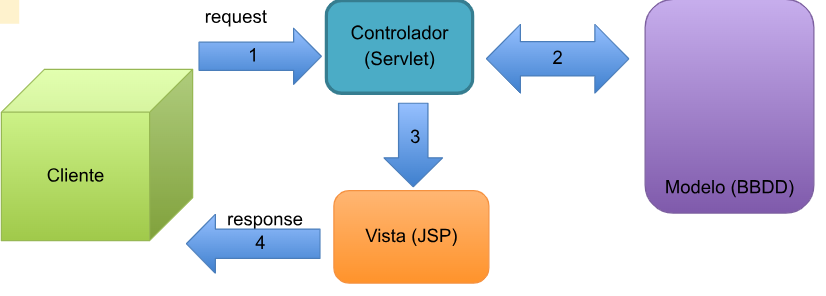 request
1
Controlador
(Servlet)
2
3
Cliente
Modelo (BBDD)
response
4
Vista (JSP)